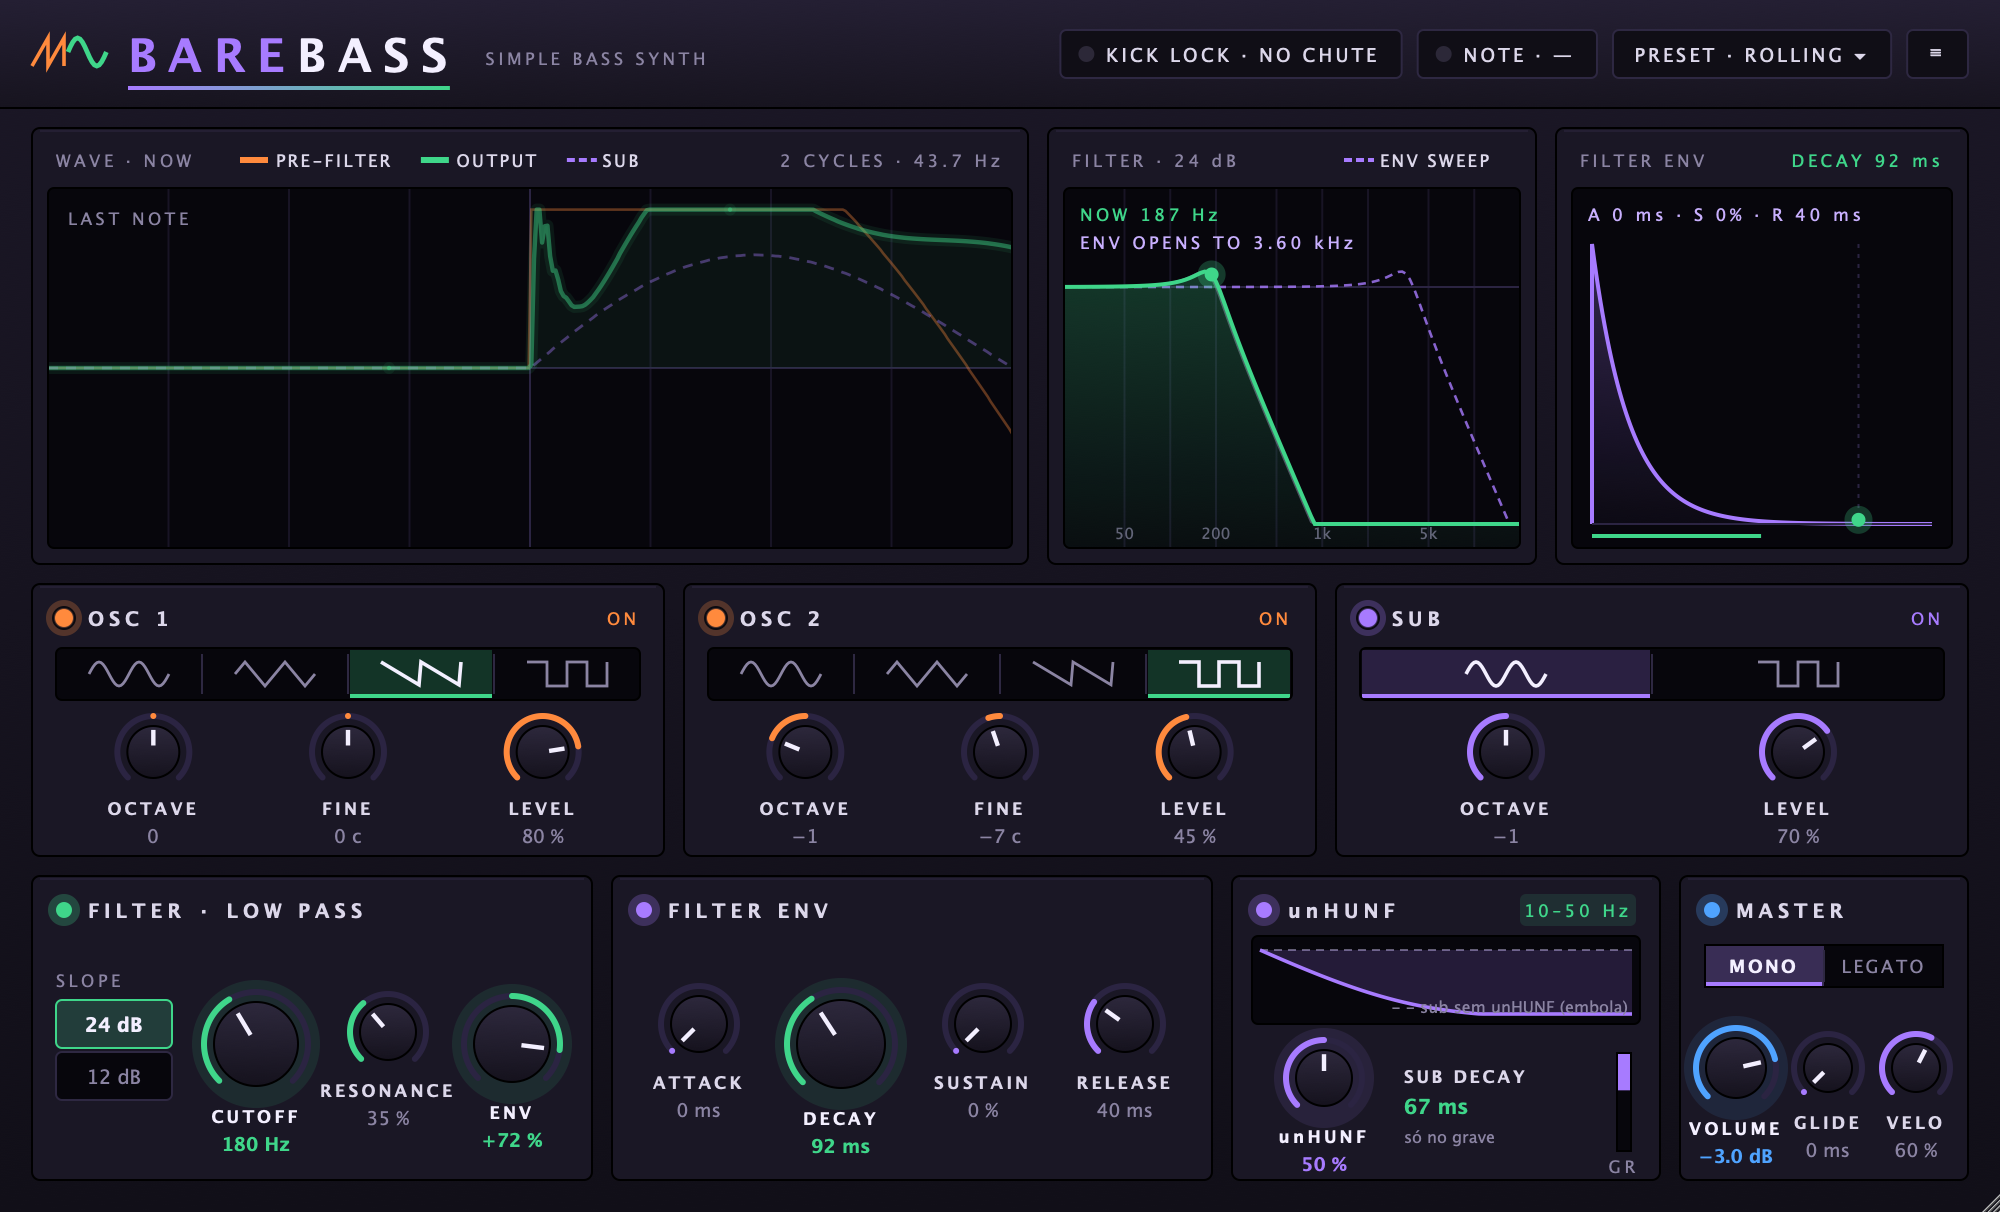 BAREBASS
SIMPLE BASS SYNTH
KICK LOCK · NO CHUTE
NOTE · —
PRESET · ROLLING
≡
WAVE · NOW
PRE-FILTER
OUTPUT
SUB
2 CYCLES · 43.7 Hz
LAST NOTE
FILTER · 24 dB
ENV SWEEP
NOW 187 Hz
ENV OPENS TO 3.60 kHz
50 200 1k 5k
FILTER ENV
DECAY 92 ms
A 0 ms · S 0% · R 40 ms
OSC 1
ON
OCTAVE FINE LEVEL
0 0 c 80 %
OSC 2
ON
OCTAVE FINE LEVEL
−1 −7 c 45 %
SUB
ON
OCTAVE LEVEL
−1 70 %
FILTER · LOW PASS
SLOPE
24 dB
12 dB
CUTOFF
180 Hz
RESONANCE
35 %
ENV
+72 %
FILTER ENV
ATTACK
0 ms
DECAY
92 ms
SUSTAIN
0 %
RELEASE
40 ms
unHUNF
10-50 Hz
– – sub sem unHUNF (embola)
unHUNF
50 %
SUB DECAY
67 ms
só no grave
GR
MASTER
MONO LEGATO
VOLUME
−3.0 dB
GLIDE
0 ms
VELO
60 %